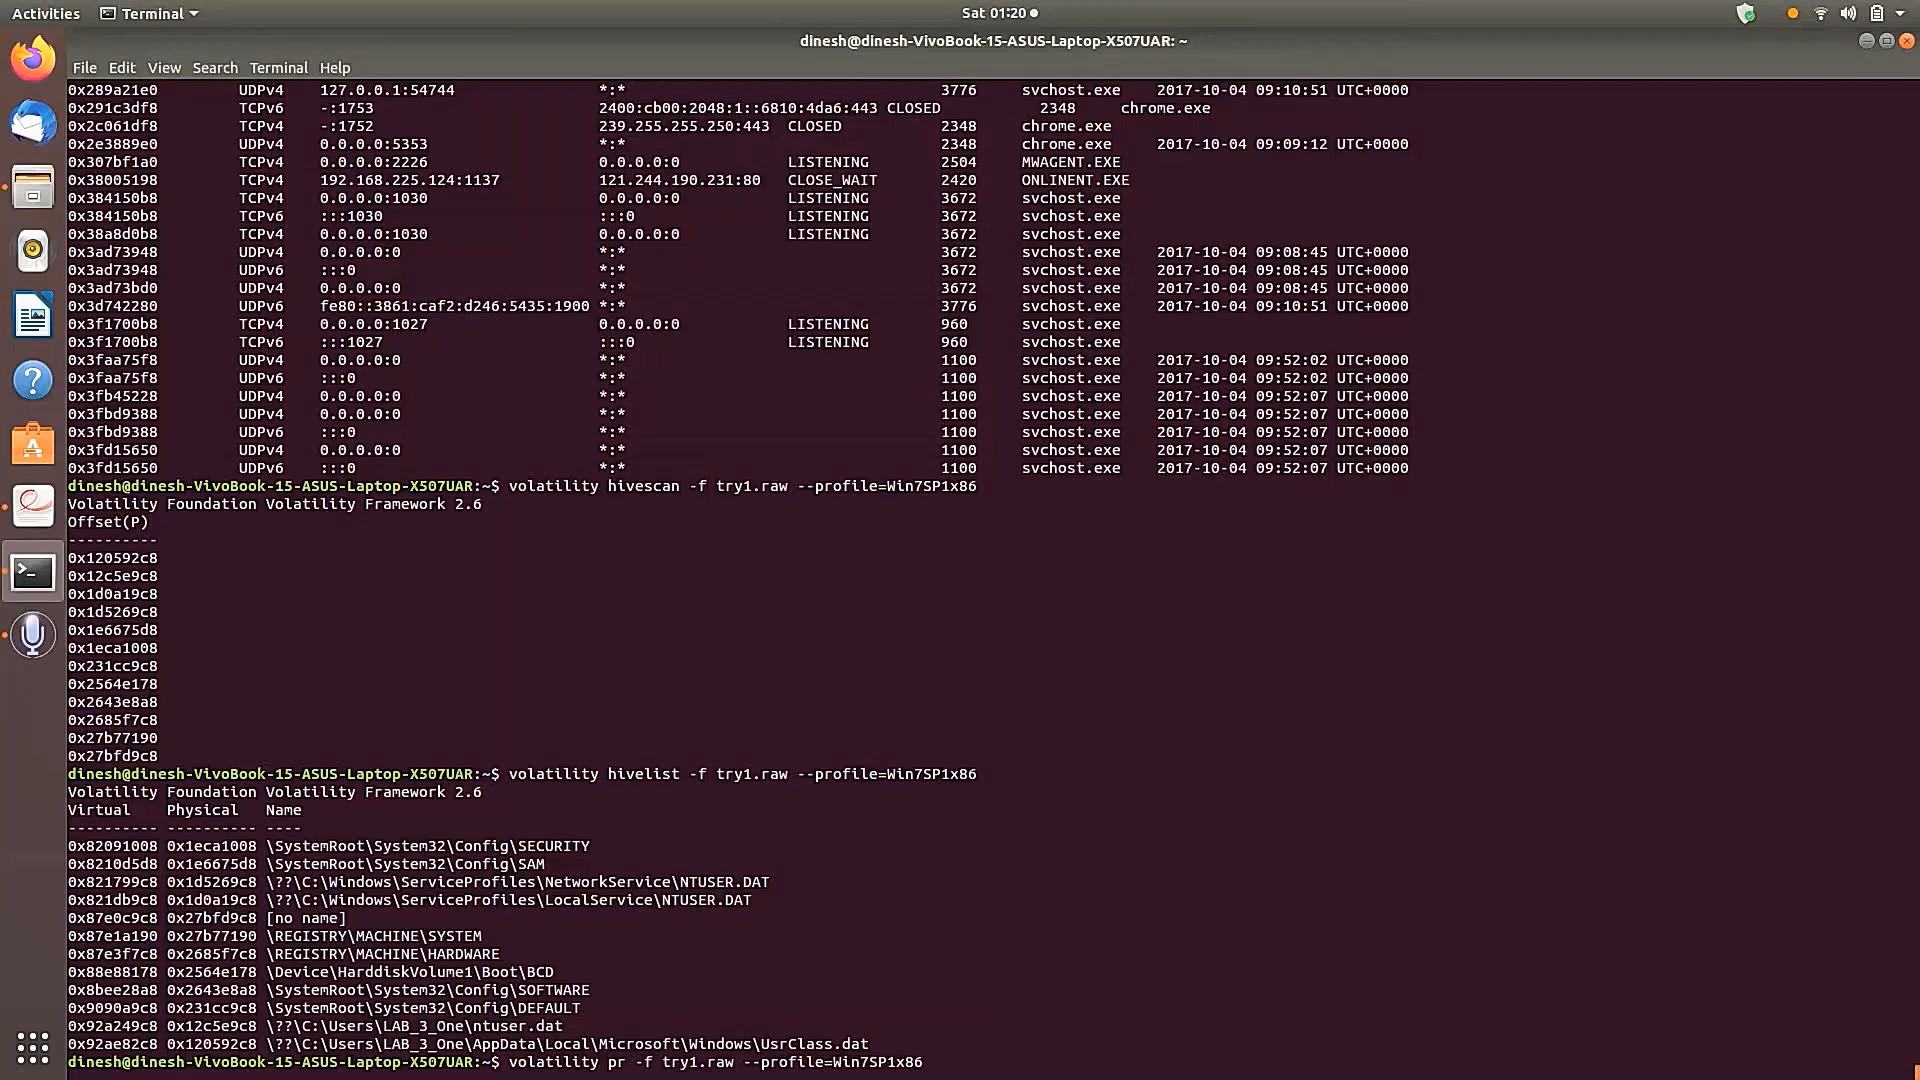 Activities Terminal Sat 01:20
dinesh@dinesh-VivoBook-15-ASUS-Laptop-X507UAR: ~
File Edit View Search Terminal Help
0x289a21e0 UDPv4 127.0.0.1:54744 *:* 3776 svchost.exe 2017-10-04 09:10:51 UTC+0000
0x291c3df8 TCPv6 -:1753 2400:cb00:2048:1::6810:4da6:443 CLOSED 2348 chrome.exe
0x2c061df8 TCPv4 -:1752 239.255.255.250:443 CLOSED 2348 chrome.exe
0x2e3889e0 UDPv4 0.0.0.0:5353 *:* 2348 chrome.exe 2017-10-04 09:09:12 UTC+0000
0x307bf1a0 TCPv4 0.0.0.0:2226 0.0.0.0:0 LISTENING 2504 MWAGENT.EXE
0x38005198 TCPv4 192.168.225.124:1137 121.244.190.231:80 CLOSE_WAIT 2420 ONLINENT.EXE
0x384150b8 TCPv4 0.0.0.0:1030 0.0.0.0:0 LISTENING 3672 svchost.exe
0x384150b8 TCPv6 :::1030 :::0 LISTENING 3672 svchost.exe
0x38a8d0b8 TCPv4 0.0.0.0:1030 0.0.0.0:0 LISTENING 3672 svchost.exe
0x3ad73948 UDPv4 0.0.0.0:0 *:* 3672 svchost.exe 2017-10-04 09:08:45 UTC+0000
0x3ad73948 UDPv6 :::0 *:* 3672 svchost.exe 2017-10-04 09:08:45 UTC+0000
0x3ad73bd0 UDPv4 0.0.0.0:0 *:* 3672 svchost.exe 2017-10-04 09:08:45 UTC+0000
0x3d742280 UDPv6 fe80::3861:caf2:d246:5435:1900 *:* 3776 svchost.exe 2017-10-04 09:10:51 UTC+0000
0x3f1700b8 TCPv4 0.0.0.0:1027 0.0.0.0:0 LISTENING 960 svchost.exe
0x3f1700b8 TCPv6 :::1027 :::0 LISTENING 960 svchost.exe
0x3faa75f8 UDPv4 0.0.0.0:0 *:* 1100 svchost.exe 2017-10-04 09:52:02 UTC+0000
0x3faa75f8 UDPv6 :::0 *:* 1100 svchost.exe 2017-10-04 09:52:02 UTC+0000
0x3fb45228 UDPv4 0.0.0.0:0 *:* 1100 svchost.exe 2017-10-04 09:52:07 UTC+0000
0x3fbd9388 UDPv4 0.0.0.0:0 *:* 1100 svchost.exe 2017-10-04 09:52:07 UTC+0000
0x3fbd9388 UDPv6 :::0 *:* 1100 svchost.exe 2017-10-04 09:52:07 UTC+0000
0x3fd15650 UDPv4 0.0.0.0:0 *:* 1100 svchost.exe 2017-10-04 09:52:07 UTC+0000
0x3fd15650 UDPv6 :::0 *:* 1100 svchost.exe 2017-10-04 09:52:07 UTC+0000
dinesh@dinesh-VivoBook-15-ASUS-Laptop-X507UAR:~$ volatility hivescan -f try1.raw --profile=Win7SP1x86
Volatility Foundation Volatility Framework 2.6
Offset(P)
----------
0x120592c8
0x12c5e9c8
0x1d0a19c8
0x1d5269c8
0x1e6675d8
0x1eca1008
0x231cc9c8
0x2564e178
0x2643e8a8
0x2685f7c8
0x27b77190
0x27bfd9c8
dinesh@dinesh-VivoBook-15-ASUS-Laptop-X507UAR:~$ volatility hivelist -f try1.raw --profile=Win7SP1x86
Volatility Foundation Volatility Framework 2.6
Virtual Physical Name
---------- ---------- ----
0x82091008 0x1eca1008 \SystemRoot\System32\Config\SECURITY
0x8210d5d8 0x1e6675d8 \SystemRoot\System32\Config\SAM
0x821799c8 0x1d5269c8 \??\C:\Windows\ServiceProfiles\NetworkService\NTUSER.DAT
0x821db9c8 0x1d0a19c8 \??\C:\Windows\ServiceProfiles\LocalService\NTUSER.DAT
0x87e0c9c8 0x27bfd9c8 [no name]
0x87e1a190 0x27b77190 \REGISTRY\MACHINE\SYSTEM
0x87e3f7c8 0x2685f7c8 \REGISTRY\MACHINE\HARDWARE
0x88e88178 0x2564e178 \Device\HarddiskVolume1\Boot\BCD
0x8bee28a8 0x2643e8a8 \SystemRoot\System32\Config\SOFTWARE
0x9090a9c8 0x231cc9c8 \SystemRoot\System32\Config\DEFAULT
0x92a249c8 0x12c5e9c8 \??\C:\Users\LAB_3_One\ntuser.dat
0x92ae82c8 0x120592c8 \??\C:\Users\LAB_3_One\AppData\Local\Microsoft\Windows\UsrClass.dat
dinesh@dinesh-VivoBook-15-ASUS-Laptop-X507UAR:~$ volatility pr -f try1.raw --profile=Win7SP1x86